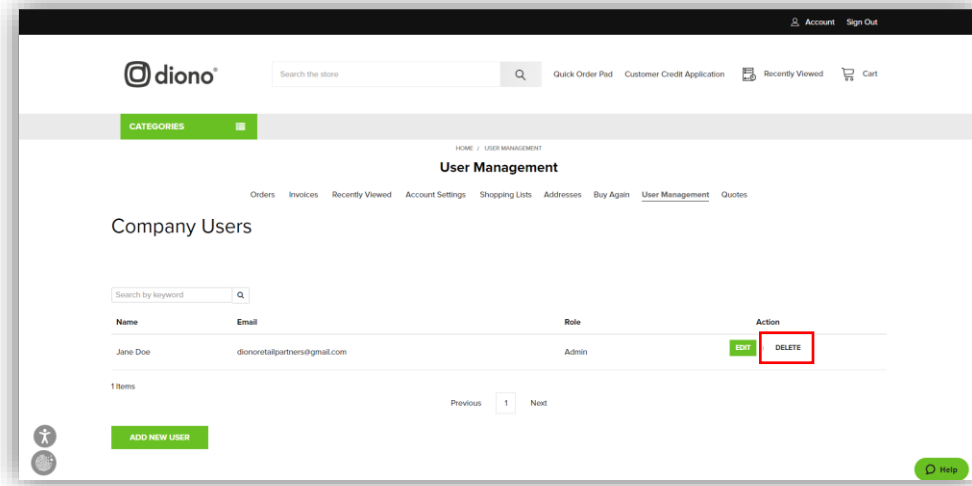 Account Sign Out
diono
Search the store
Quick Order Pad Customer Credit Application Recently Viewed Cart
CATEGORIES
HOME / USER MANAGEMENT
User Management
Orders Invoices Recently Viewed Account Settings Shopping Lists Addresses Buy Again User Management Quotes
Company Users
Search by keyword
Name Email Role Action
Jane Doe dionoretailpartners@gmail.com Admin EDIT DELETE
1 Items
Previous 1 Next
ADD NEW USER
Help